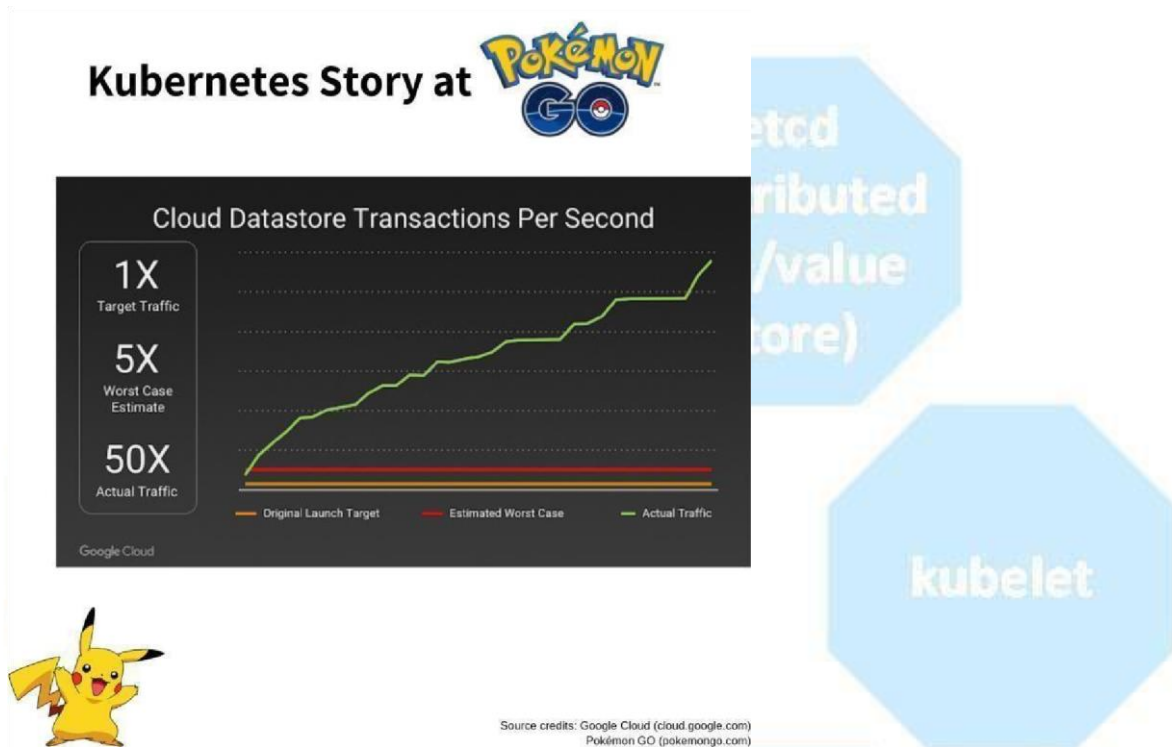 Kubernetes Story at
POKéMON
GO
Cloud Datastore Transactions Per Second
1X
Target Traffic
5X
Worst Case
Estimate
50X
Actual Traffic
Original Launch Target
Estimated Worst Case
Actual Traffic
Google Cloud
Source credits: Google Cloud (cloud.google.com)
Pokémon GO (pokemongo.com)
etcd
ributed
/value
tore)
kubelet